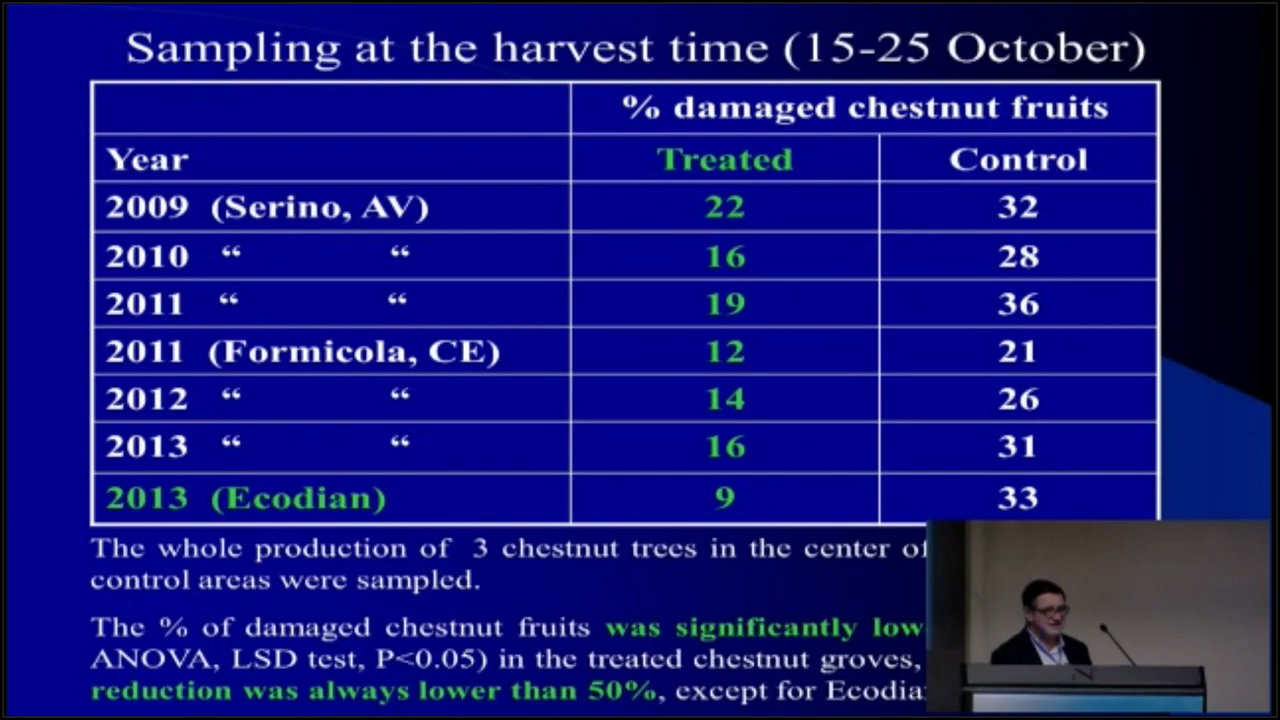 Sampling at the harvest time (15-25 October)
% damaged chestnut fruits
Year Treated Control
2009 (Serino, AV) 22 32
2010 “ “ 16 28
2011 “ “ 19 36
2011 (Formicola, CE) 12 21
2012 “ “ 14 26
2013 “ “ 16 31
2013 (Ecodian) 9 33
The whole production of 3 chestnut trees in the center of
control areas were sampled.
The % of damaged chestnut fruits was significantly
ANOVA, LSD test, P<0.05) in the treated chestnut groves,
reduction was always lower than 50%, except for